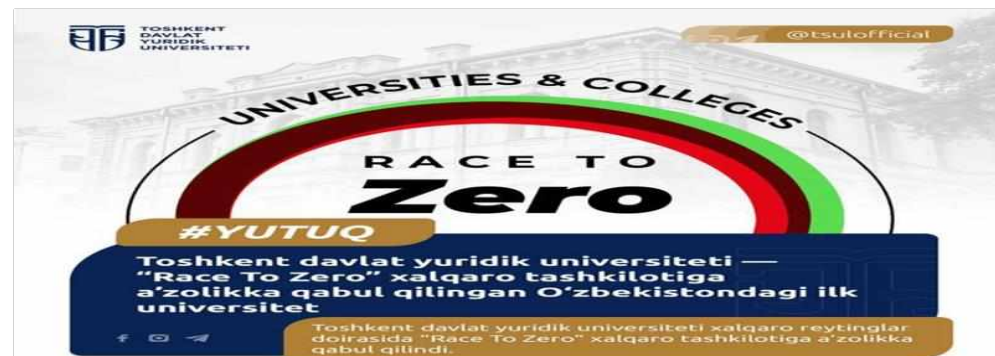 TOSHKENT
DAVLAT
YURIDIK
UNIVERSITETI
@tsulofficial
UNIVERSITIES & COLLEGES
RACE TO
Zero
#YUTUQ
Toshkent davlat yuridik universiteti —
“Race To Zero” xalqaro tashkilotiga
a’zolikka qabul qilingan O‘zbekistondagi ilk
universitet
Toshkent davlat yuridik universiteti xalqaro reytinglar
doirasida “Race To Zero” xalqaro tashkilotiga a’zolikka
qabul qilindi.